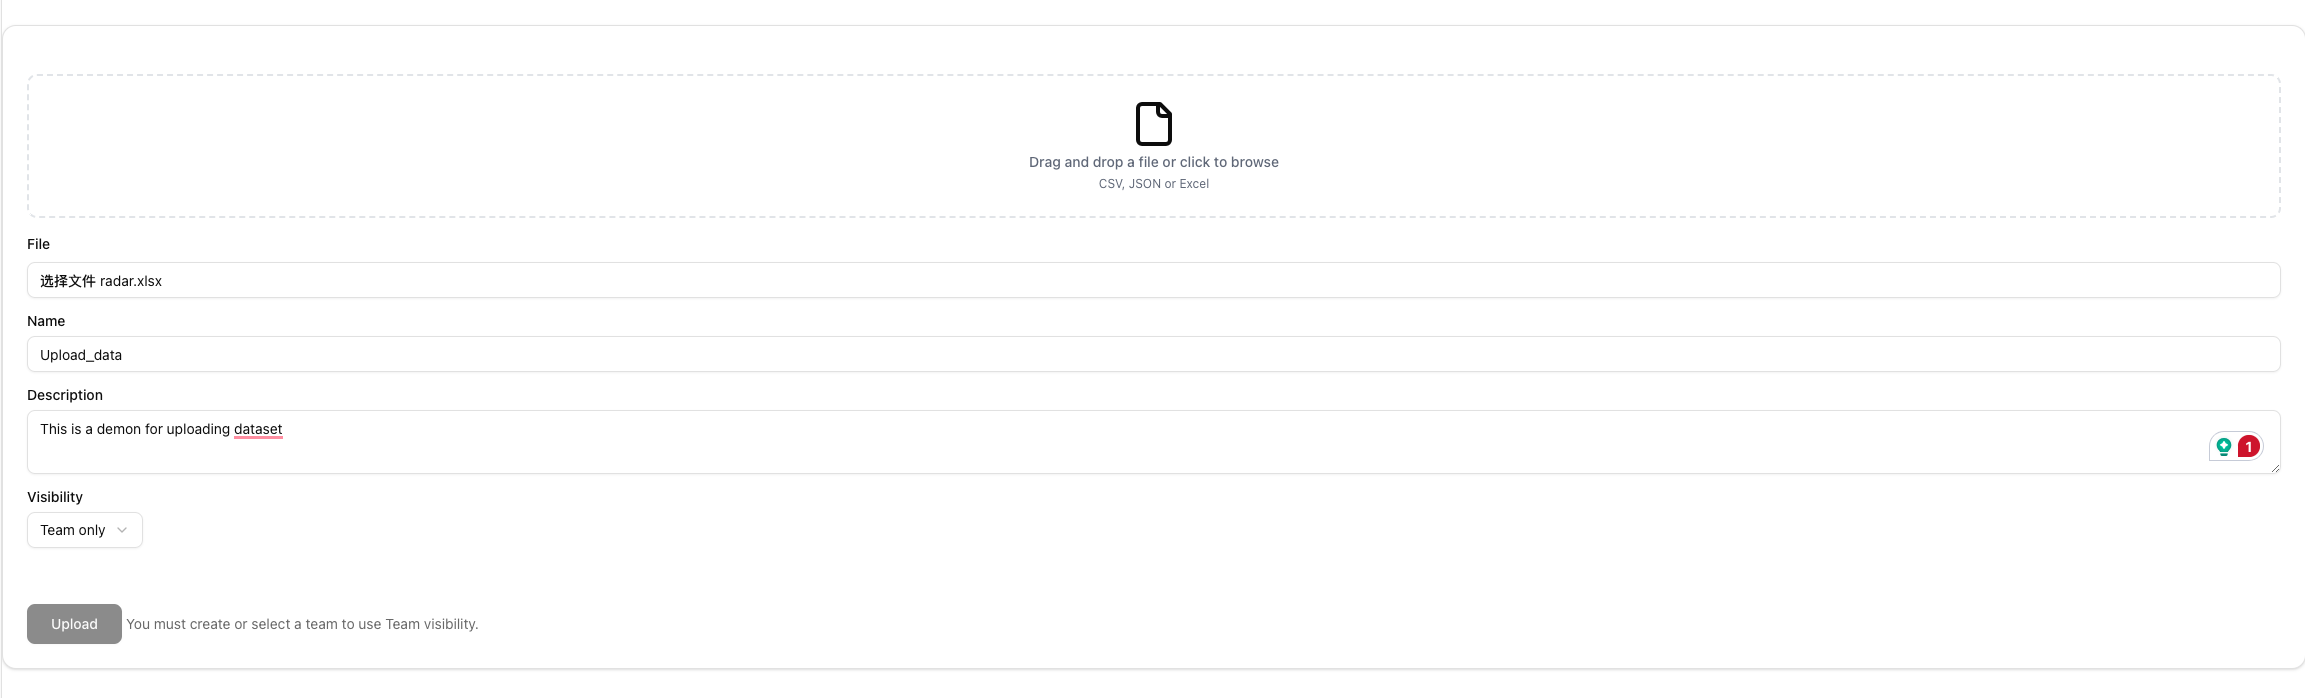 Drag and drop a file or click to browse
CSV, JSON or Excel
File
选择文件 radar.xlsx
Name
Upload_data
Description
This is a demon for uploading dataset
1
Visibility
Team only
Upload You must create or select a team to use Team visibility.